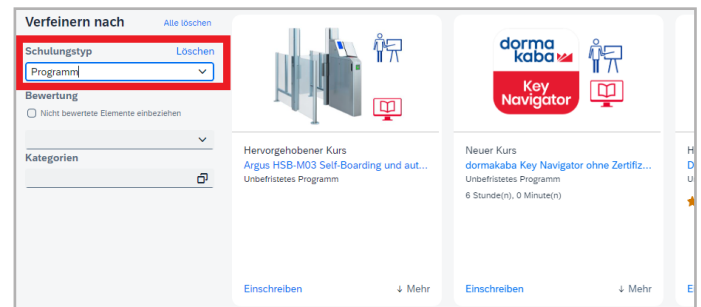 Verfeinern nach
Alle löschen
Schulungstyp
Löschen
Programm
Bewertung
Nicht bewertete Elemente einbeziehen
Kategorien
Hervorgehobener Kurs
Argus HSB-M03 Self-Boarding und aut...
Unbefristetes Programm
Einschreiben
↓ Mehr
dorma
kaba
Key
Navigator
Neuer Kurs
dormakaba Key Navigator ohne Zertifiz...
Unbefristetes Programm
6 Stunde(n), 0 Minute(n)
Einschreiben
↓ Mehr
H
D
U
E